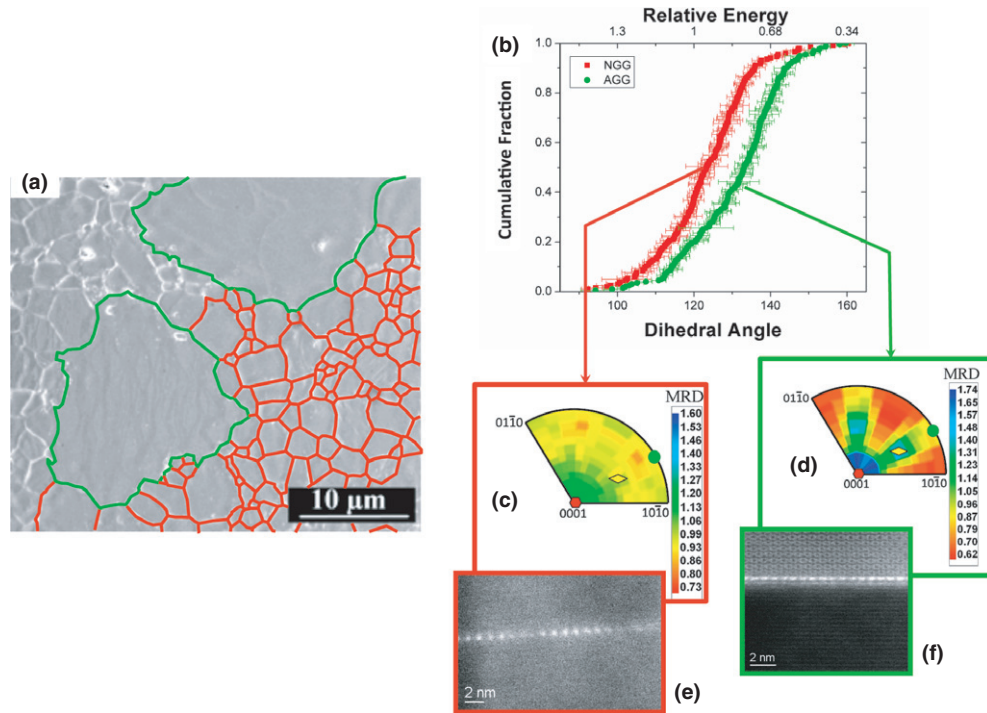 Relative Energy
1.3 1 0.68 0.34
(b)
1.0
NGG
AGG
0.8
0.6
0.4
0.2
0.0
Cumulative Fraction
100 120 140 160
Dihedral Angle
(a)
10 μm
MRD
1.60
1.53
1.46
1.40
1.33
1.27
1.20
1.13
1.06
0.99
0.93
0.86
0.80
0.73
011̅0
(c)
0001
101̅0
MRD
1.74
1.65
1.57
1.48
1.40
1.31
1.23
1.14
1.05
0.96
0.87
0.79
0.70
0.62
011̅0
(d)
0001
101̅0
2 nm
(e)
2 nm
(f)